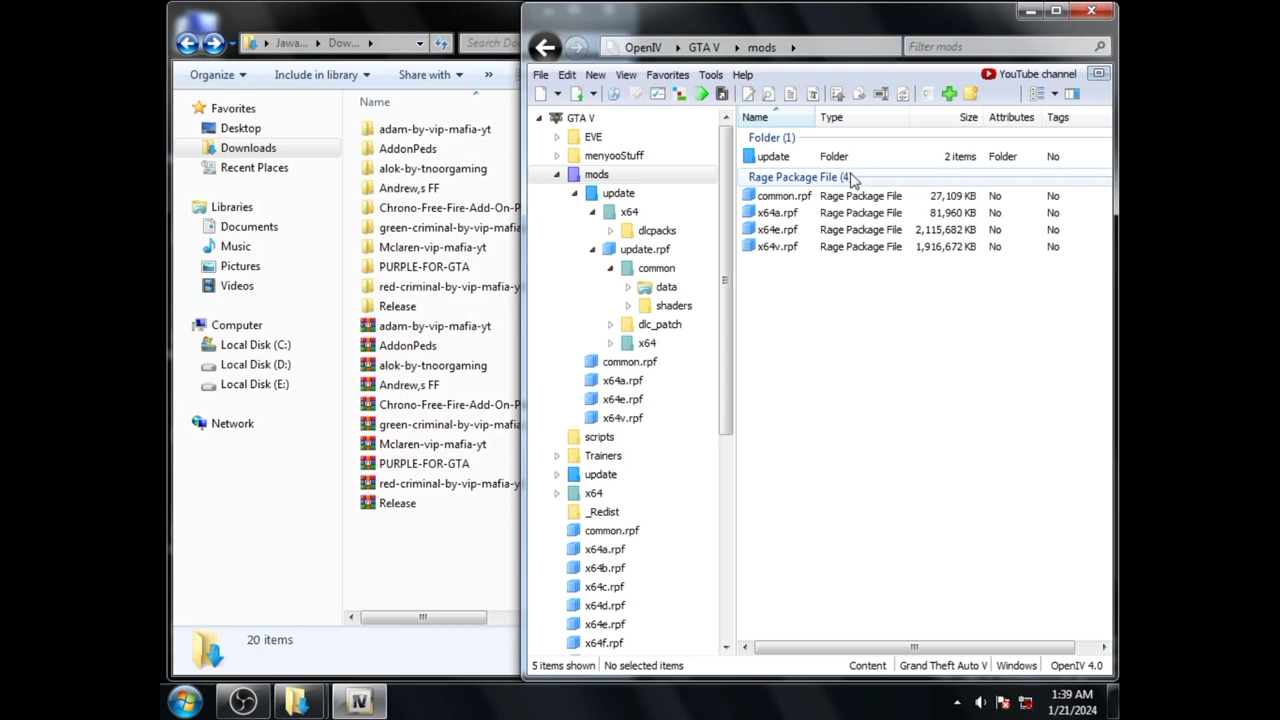 Jawa...
Dow...
Search Do
Organize
Include in library
Share with
»
Favorites
Desktop
Downloads
Recent Places
Libraries
Documents
Music
Pictures
Videos
Computer
Local Disk (C:)
Local Disk (D:)
Local Disk (E:)
Network
Name
adam-by-vip-mafia-yt
AddonPeds
alok-by-tnoorgaming
Andrew,s FF
Chrono-Free-Fire-Add-On-P
green-criminal-by-vip-mafia
Mclaren-vip-mafia-yt
PURPLE-FOR-GTA
red-criminal-by-vip-mafia-y
Release
adam-by-vip-mafia-yt
AddonPeds
alok-by-tnoorgaming
Andrew,s FF
Chrono-Free-Fire-Add-On-P
green-criminal-by-vip-mafia
Mclaren-vip-mafia-yt
PURPLE-FOR-GTA
red-criminal-by-vip-mafia-y
Release
20 items
OpenIV
GTA V
mods
Filter mods
File Edit New View Favorites Tools Help
YouTube channel
GTA V
EVE
menyooStuff
mods
update
x64
dlcpacks
update.rpf
common
data
shaders
dlc_patch
x64
common.rpf
x64a.rpf
x64e.rpf
x64v.rpf
scripts
Trainers
update
x64
_Redist
common.rpf
x64a.rpf
x64b.rpf
x64c.rpf
x64d.rpf
x64e.rpf
x64f.rpf
Name Type Size Attributes Tags
Folder (1)
update Folder 2 items Folder No
Rage Package File (4)
common.rpf Rage Package File 27,109 KB No No
x64a.rpf Rage Package File 81,960 KB No No
x64e.rpf Rage Package File 2,115,682 KB No No
x64v.rpf Rage Package File 1,916,672 KB No No
5 items shown No selected items Content Grand Theft Auto V Windows OpenIV 4.0
IV
1:39 AM
1/21/2024